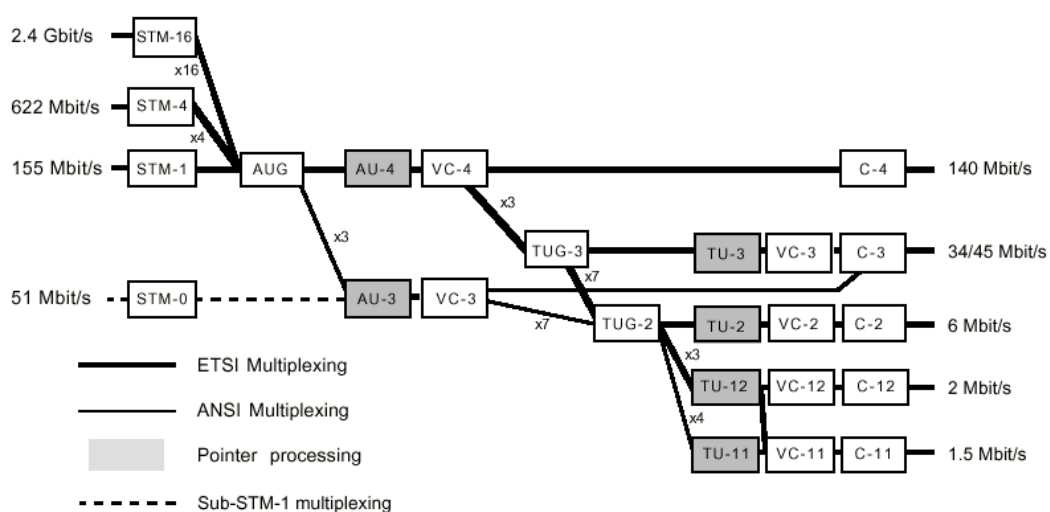 2.4 Gbit/s STM-16
x16
622 Mbit/s STM-4
x4
155 Mbit/s STM-1 AUG AU-4 VC-4 C-4 140 Mbit/s
x3
x3
TUG-3 TU-3 VC-3 C-3 34/45 Mbit/s
x7
51 Mbit/s STM-0 AU-3 VC-3
x7
TUG-2 TU-2 VC-2 C-2 6 Mbit/s
x3
TU-12 VC-12 C-12 2 Mbit/s
x4
TU-11 VC-11 C-11 1.5 Mbit/s
ETSI Multiplexing
ANSI Multiplexing
Pointer processing
Sub-STM-1 multiplexing